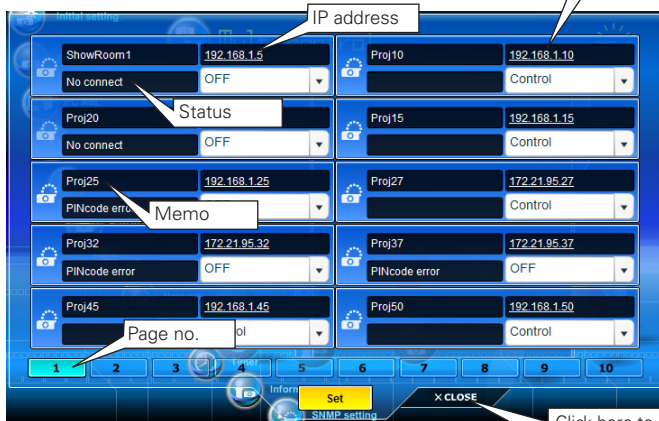 Initial setting
IP address
ShowRoom1 192.168.1.5
No connect OFF
Proj10 192.168.1.10
Control
Status
Proj20
No connect OFF
Proj15 192.168.1.15
Control
Proj25 192.168.1.25
PINcode error
Memo
Proj27 172.21.95.27
Control
Proj32 172.21.95.32
PINcode error OFF
Proj37 172.21.95.37
PINcode error OFF
Proj45 192.168.1.45
Page no.
Proj50 192.168.1.50
Control
1 2 3 4 5 6 7 8 9 10
Set
× CLOSE
SNMP setting
Click here to